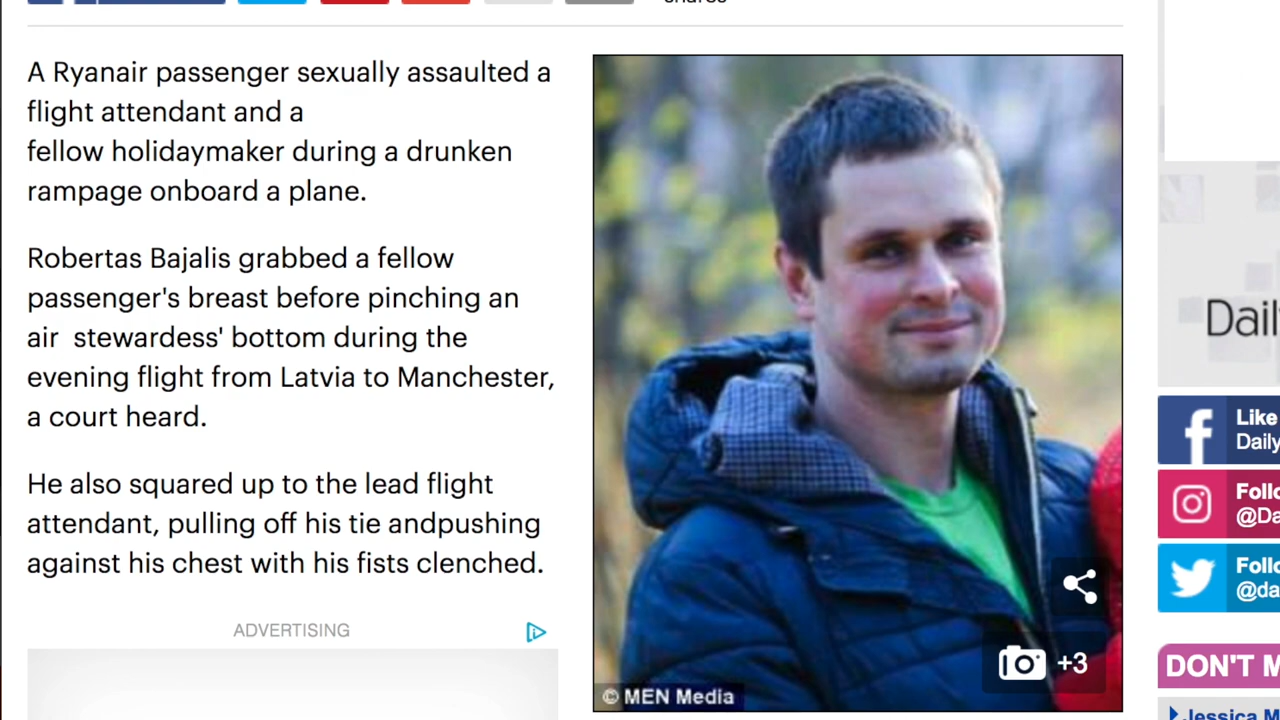 A Ryanair passenger sexually assaulted a
flight attendant and a
fellow holidaymaker during a drunken
rampage onboard a plane.
Robertas Bajalis grabbed a fellow
passenger's breast before pinching an
air  stewardess' bottom during the
evening flight from Latvia to Manchester,
a court heard.
He also squared up to the lead flight
attendant, pulling off his tie andpushing
against his chest with his fists clenched.
ADVERTISING
+3
© MEN Media
Dail
Like
Daily
Follo
@Da
Follo
@da
DON'T M
Jessica M